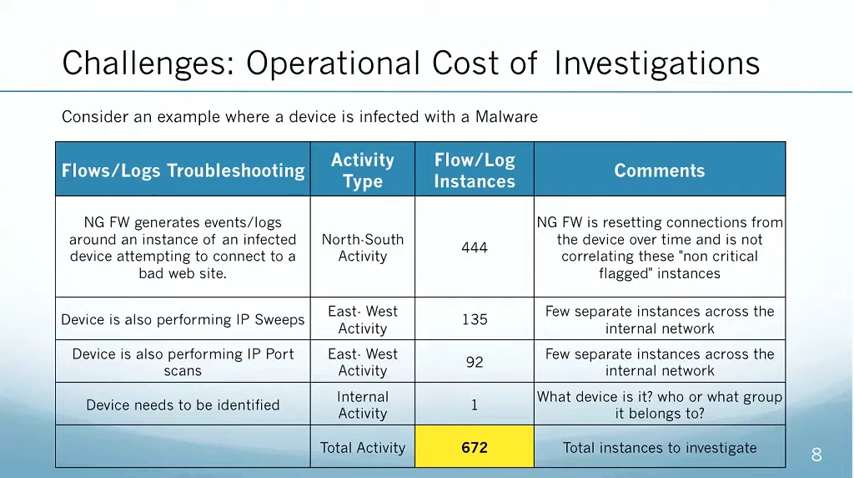 Challenges: Operational Cost of Investigations
Consider an example where a device is infected with a Malware
Flows/Logs Troubleshooting
Activity
Type
Flow/Log
Instances
Comments
NG FW generates events/logs
around an instance of an infected
device attempting to connect to a
bad web site.
North-South
Activity
444
NG FW is resetting connections from
the device over time and is not
correlating these "non critical
flagged" instances
Device is also performing IP Sweeps
East- West
Activity
135
Few separate instances across the
internal network
Device is also performing IP Port
scans
East- West
Activity
92
Few separate instances across the
internal network
Device needs to be identified
Internal
Activity
1
What device is it? who or what group
it belongs to?
Total Activity
672
Total instances to investigate
8